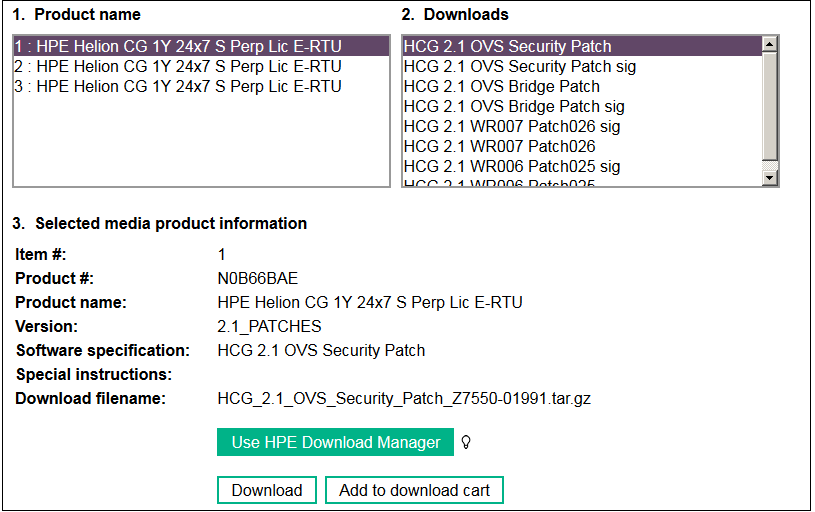 1. Product name
2. Downloads
1 : HPE Helion CG 1Y 24x7 S Perp Lic E-RTU
2 : HPE Helion CG 1Y 24x7 S Perp Lic E-RTU
3 : HPE Helion CG 1Y 24x7 S Perp Lic E-RTU
HCG 2.1 OVS Security Patch
HCG 2.1 OVS Security Patch sig
HCG 2.1 OVS Bridge Patch
HCG 2.1 OVS Bridge Patch sig
HCG 2.1 WR007 Patch026 sig
HCG 2.1 WR007 Patch026
HCG 2.1 WR006 Patch025 sig
HCG 2.1 WR006 Patch025
3. Selected media product information
Item #: 1
Product #: N0B66BAE
Product name: HPE Helion CG 1Y 24x7 S Perp Lic E-RTU
Version: 2.1_PATCHES
Software specification: HCG 2.1 OVS Security Patch
Special instructions:
Download filename: HCG_2.1_OVS_Security_Patch_Z7550-01991.tar.gz
Use HPE Download Manager
Download
Add to download cart